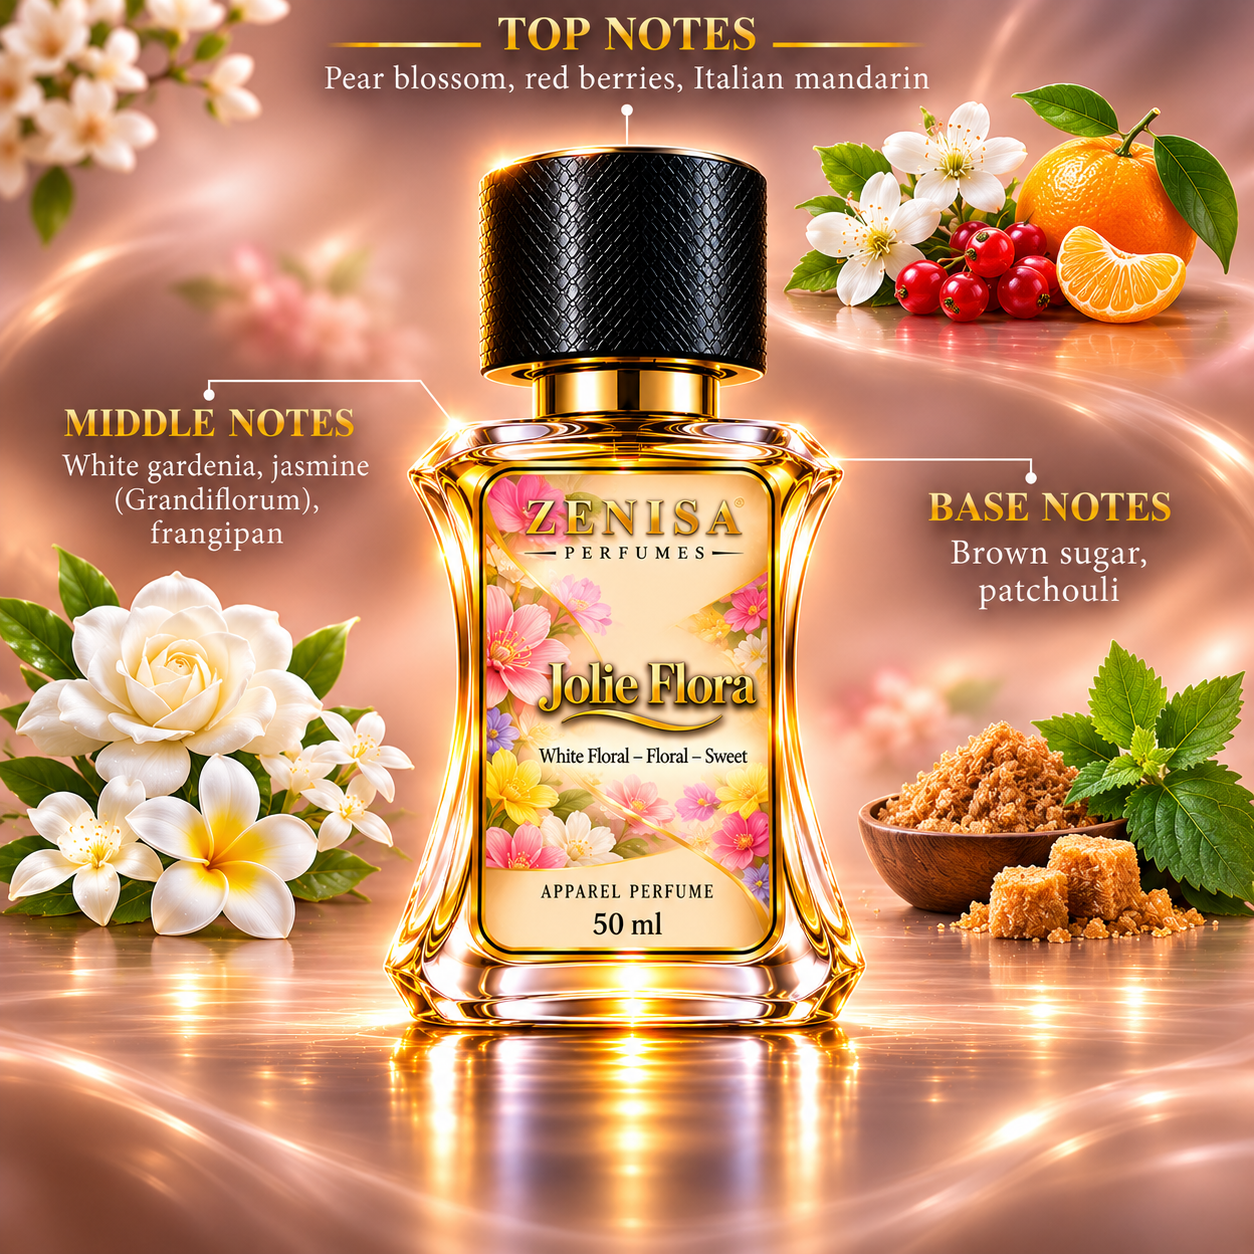 TOP NOTES
Pear blossom, red berries, Italian mandarin
MIDDLE NOTES
White gardenia, jasmine
(Grandiflorum),
frangipan
BASE NOTES
Brown sugar,
patchouli
ZENISA®
PERFUMES
Jolie Flora
White Floral – Floral – Sweet
APPAREL PERFUME
50 ml